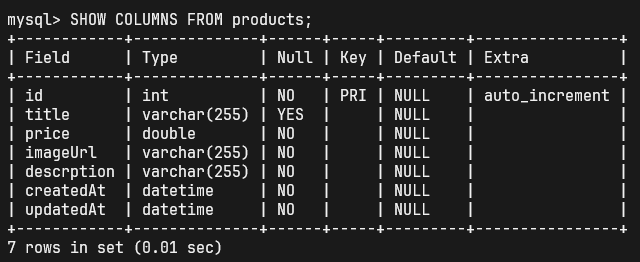 mysql> SHOW COLUMNS FROM products;
+------------+--------------+------+-----+---------+----------------+
| Field      | Type         | Null | Key | Default | Extra          |
+------------+--------------+------+-----+---------+----------------+
| id         | int          | NO   | PRI | NULL    | auto_increment |
| title      | varchar(255) | YES  |     | NULL    |                |
| price      | double       | NO   |     | NULL    |                |
| imageUrl   | varchar(255) | NO   |     | NULL    |                |
| descrption | varchar(255) | NO   |     | NULL    |                |
| createdAt  | datetime     | NO   |     | NULL    |                |
| updatedAt  | datetime     | NO   |     | NULL    |                |
+------------+--------------+------+-----+---------+----------------+
7 rows in set (0.01 sec)